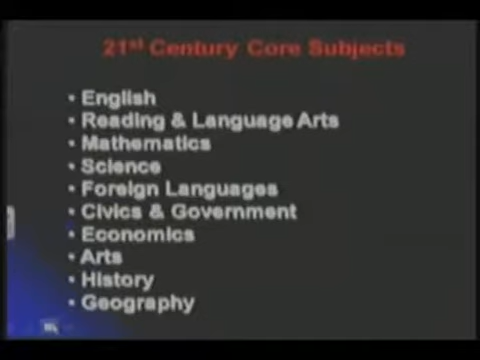 21st Century Core Subjects
• English
• Reading & Language Arts
• Mathematics
• Science
• Foreign Languages
• Civics & Government
• Economics
• Arts
• History
• Geography